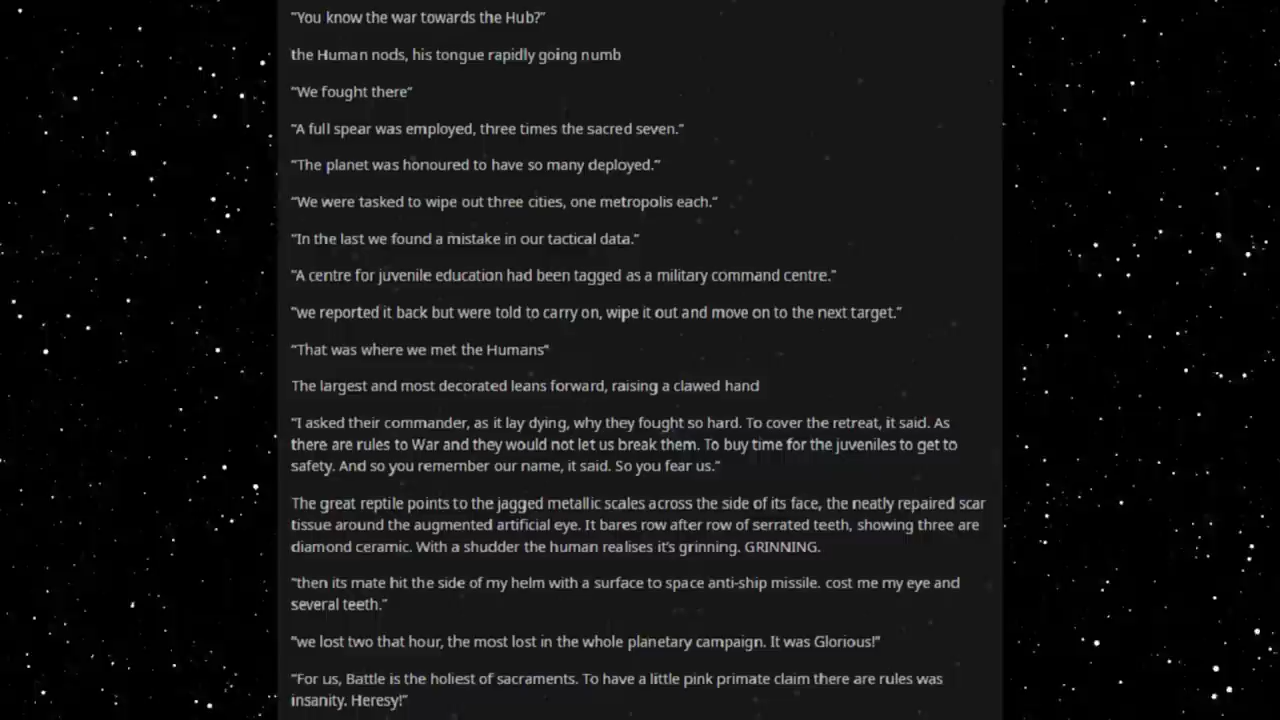 "You know the war towards the Hub?"
the Human nods, his tongue rapidly going numb
"We fought there"
"A full spear was employed, three times the sacred seven."
"The planet was honoured to have so many deployed."
"We were tasked to wipe out three cities, one metropolis each."
"In the last we found a mistake in our tactical data."
"A centre for juvenile education had been tagged as a military command centre."
"we reported it back but were told to carry on, wipe it out and move on to the next target."
"That was where we met the Humans"
The largest and most decorated leans forward, raising a clawed hand
"I asked their commander, as it lay dying, why they fought so hard. To cover the retreat, it said. As
there are rules to War and they would not let us break them. To buy time for the juveniles to get to
safety. And so you remember our name, it said. So you fear us."
The great reptile points to the jagged metallic scales across the side of its face, the neatly repaired scar
tissue around the augmented artificial eye. It bares row after row of serrated teeth, showing three are
diamond ceramic. With a shudder the human realises it's grinning. GRINNING.
"then its mate hit the side of my helm with a surface to space anti-ship missile. cost me my eye and
several teeth."
"we lost two that hour, the most lost in the whole planetary campaign. It was Glorious!"
"For us, Battle is the holiest of sacraments. To have a little pink primate claim there are rules was
insanity. Heresy!"